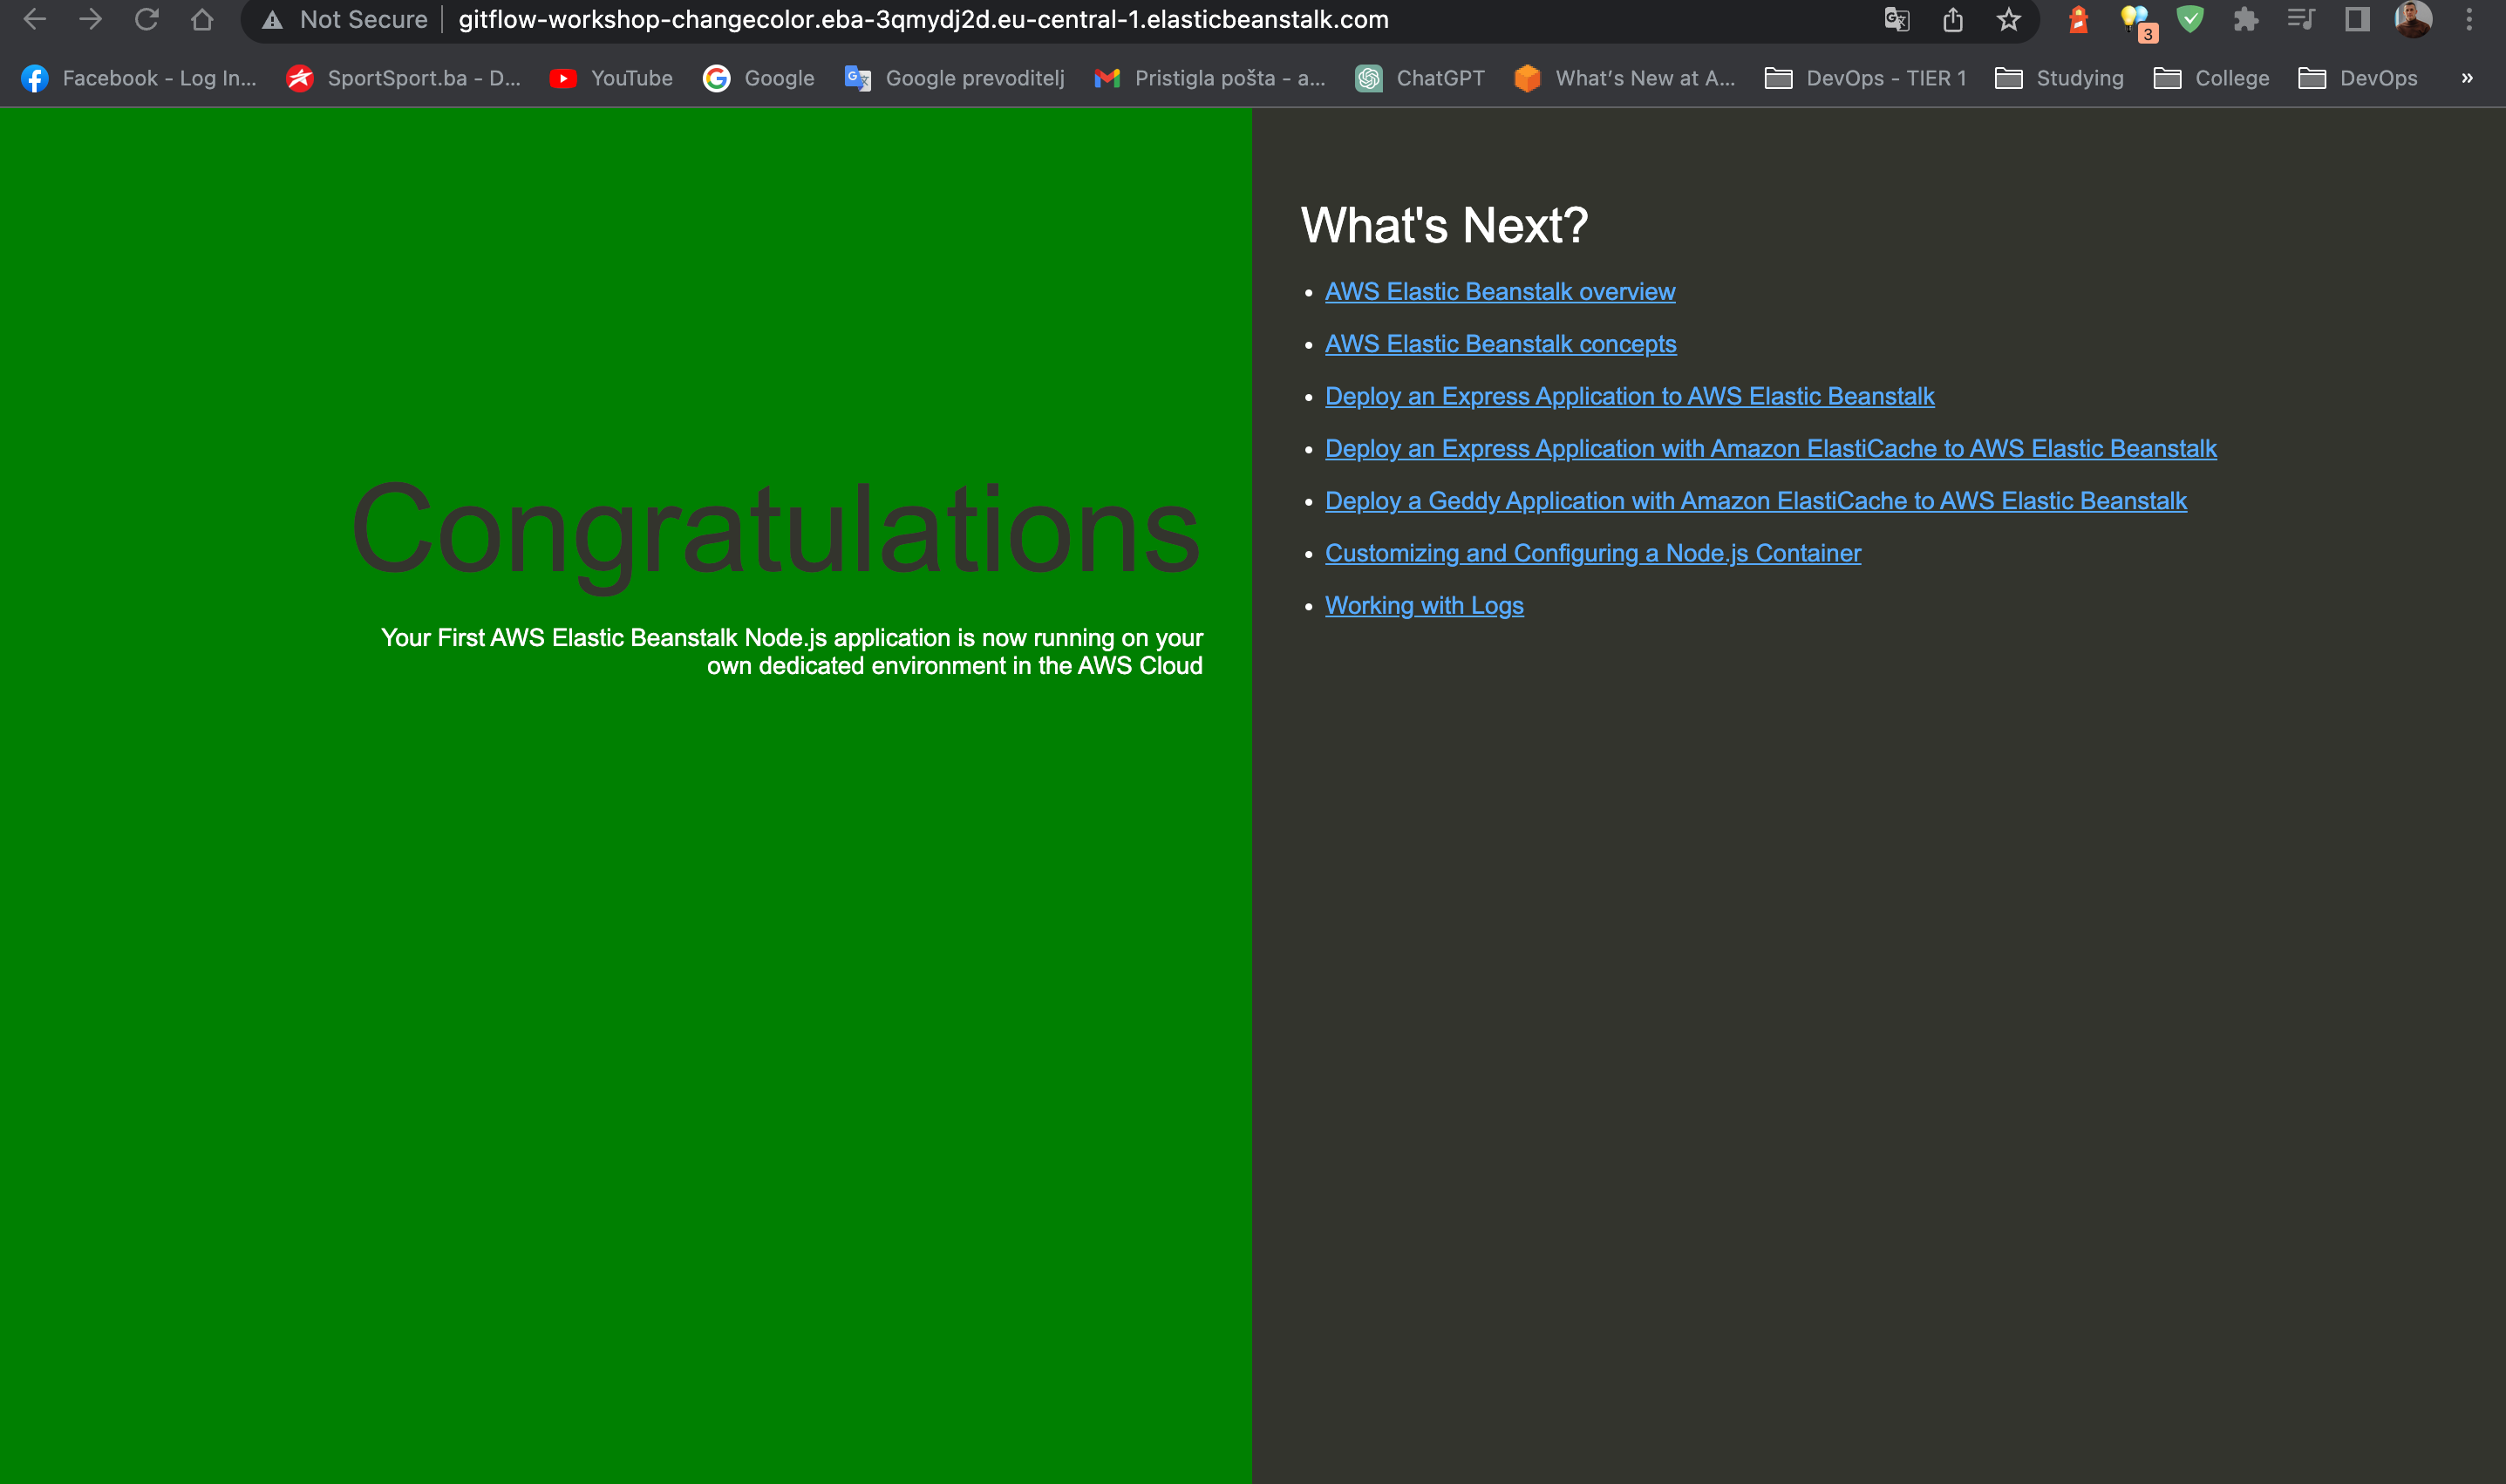 Not Secure
gitflow-workshop-changecolor.eba-3qmydj2d.eu-central-1.elasticbeanstalk.com
3
Facebook - Log In...
SportSport.ba - D...
YouTube
Google
Google prevoditelj
Pristigla pošta - a...
ChatGPT
What's New at A...
DevOps - TIER 1
Studying
College
DevOps
»
Congratulations
Your First AWS Elastic Beanstalk Node.js application is now running on your
own dedicated environment in the AWS Cloud
What's Next?
AWS Elastic Beanstalk overview
AWS Elastic Beanstalk concepts
Deploy an Express Application to AWS Elastic Beanstalk
Deploy an Express Application with Amazon ElastiCache to AWS Elastic Beanstalk
Deploy a Geddy Application with Amazon ElastiCache to AWS Elastic Beanstalk
Customizing and Configuring a Node.js Container
Working with Logs